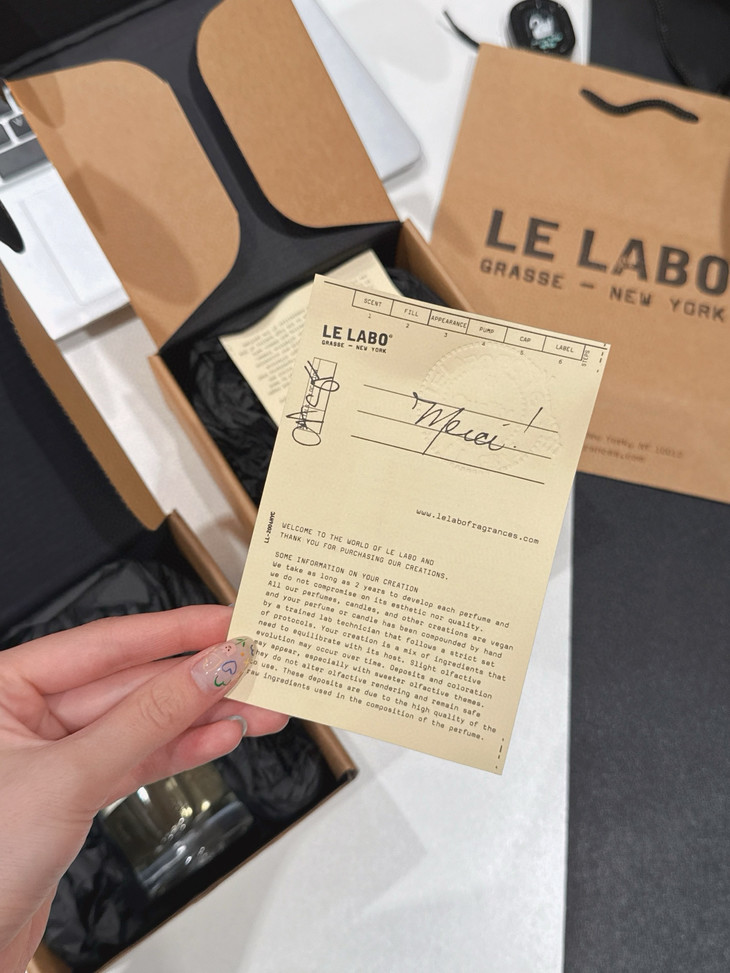 LE LABO
GRASSE — NEW YORK
SCENT
FILL
APPEARANCE
PUMP
CAP
LABEL
STEPS
1
2
3
4
5
6
LE LABO®
GRASSE — NEW YORK
Merci!
www.lelabofragrances.com
WELCOME TO THE WORLD OF LE LABO AND
THANK YOU FOR PURCHASING OUR CREATIONS.
SOME INFORMATION ON YOUR CREATION
We take as long as 2 years to develop each perfume and
we do not compromise on its esthetic nor quality.
All our perfumes, candles, and other creations are vegan
and your perfume or candle has been compounded by hand
by a trained lab technician that follows a strict set
of protocols. Your creation is a mix of ingredients that
need to equilibrate with its host. Slight olfactive
evolution may occur over time. Deposits and coloration
may appear, especially with sweeter olfactive themes.
they do not alter olfactive rendering and remain safe
to use. These deposits are due to the high quality of the
raw ingredients used in the composition of the perfume.